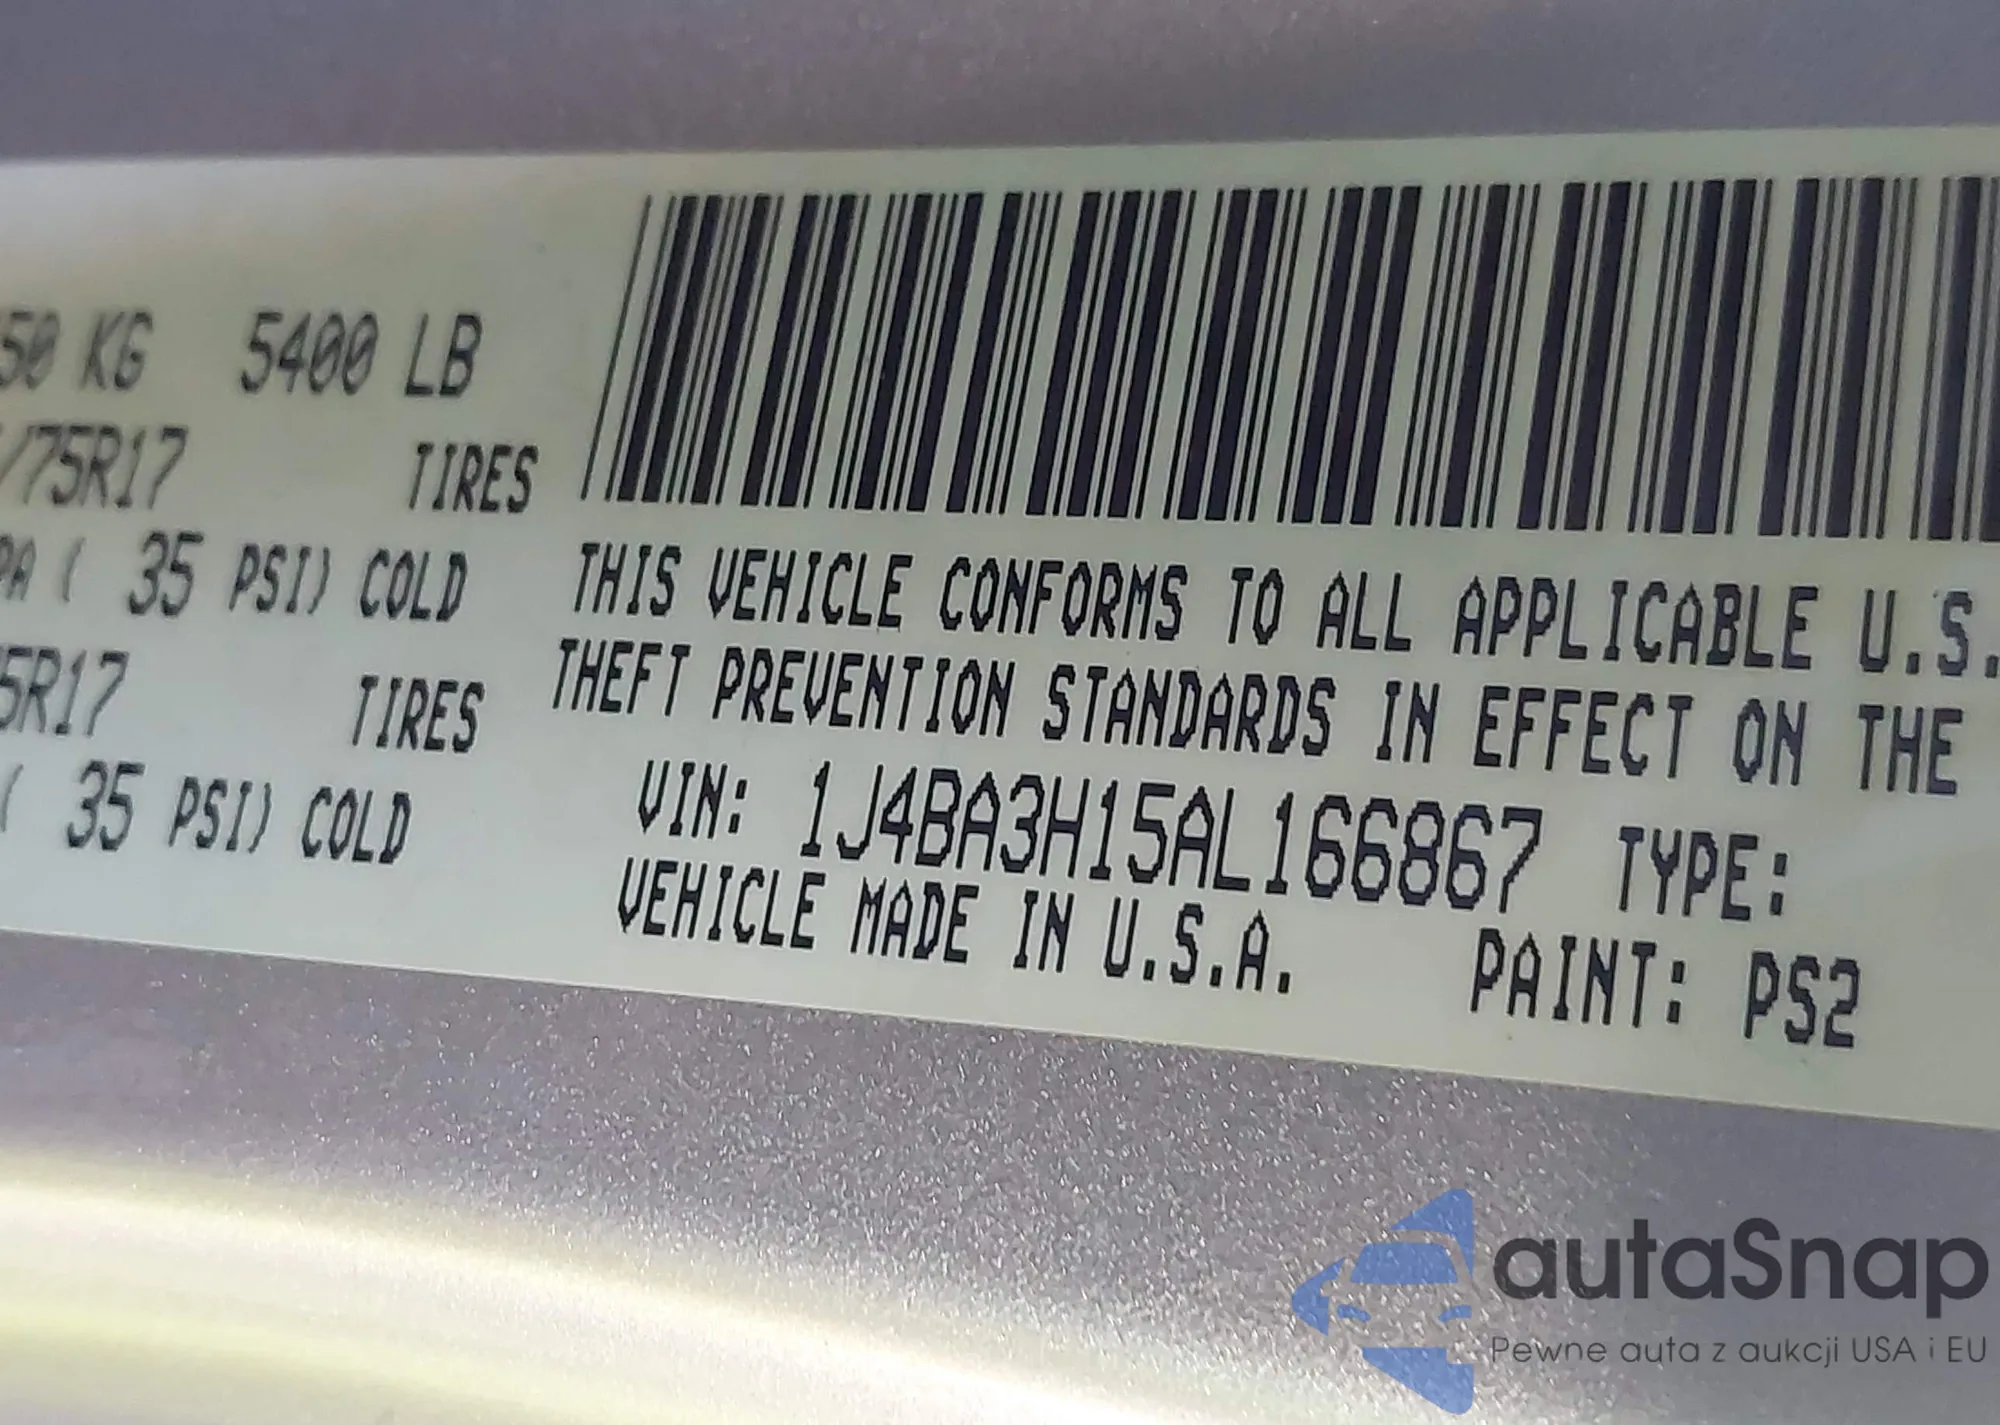 50 KG 5400 LB
/75R17 TIRES
PA ( 35 PSI) COLD
5R17 TIRES
( 35 PSI) COLD
THIS VEHICLE CONFORMS TO ALL APPLICABLE U.S.
THEFT PREVENTION STANDARDS IN EFFECT ON THE
VIN: 1J4BA3H15AL166867 TYPE:
VEHICLE MADE IN U.S.A. PAINT: PS2
autaSnap
Pewne auta z aukcji USA i EU